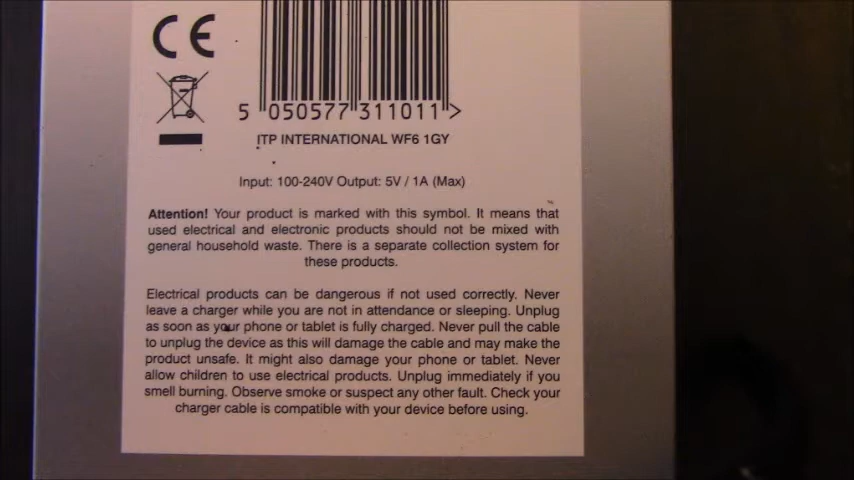 CE
5 050577 311011 >
ITP INTERNATIONAL WF6 1GY
Input: 100-240V Output: 5V / 1A (Max)
Attention! Your product is marked with this symbol. It means that
used electrical and electronic products should not be mixed with
general household waste. There is a separate collection system for
these products.
Electrical products can be dangerous if not used correctly. Never
leave a charger while you are not in attendance or sleeping. Unplug
as soon as your phone or tablet is fully charged. Never pull the cable
to unplug the device as this will damage the cable and may make the
product unsafe. It might also damage your phone or tablet. Never
allow children to use electrical products. Unplug immediately if you
smell burning. Observe smoke or suspect any other fault. Check your
charger cable is compatible with your device before using.